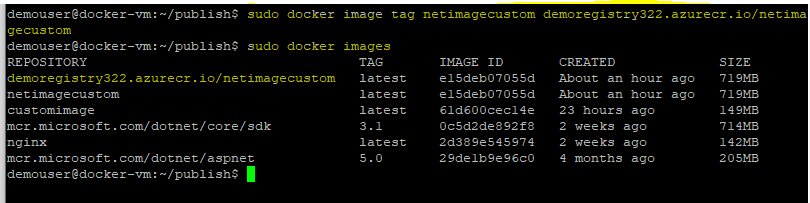 demouser@docker-vm:~/publish$ sudo docker image tag netimagecustom demoregistry322.azurecr.io/netima
gecustom
demouser@docker-vm:~/publish$ sudo docker images
REPOSITORY TAG IMAGE ID CREATED SIZE
demoregistry322.azurecr.io/netimagecustom latest e15deb07055d About an hour ago 719MB
netimagecustom latest e15deb07055d About an hour ago 719MB
customimage latest 61d600cec14e 23 hours ago 149MB
mcr.microsoft.com/dotnet/core/sdk 3.1 0c5d2de892f8 2 weeks ago 714MB
nginx latest 2d389e545974 2 weeks ago 142MB
mcr.microsoft.com/dotnet/aspnet 5.0 29de1b9e96c0 4 months ago 205MB
demouser@docker-vm:~/publish$